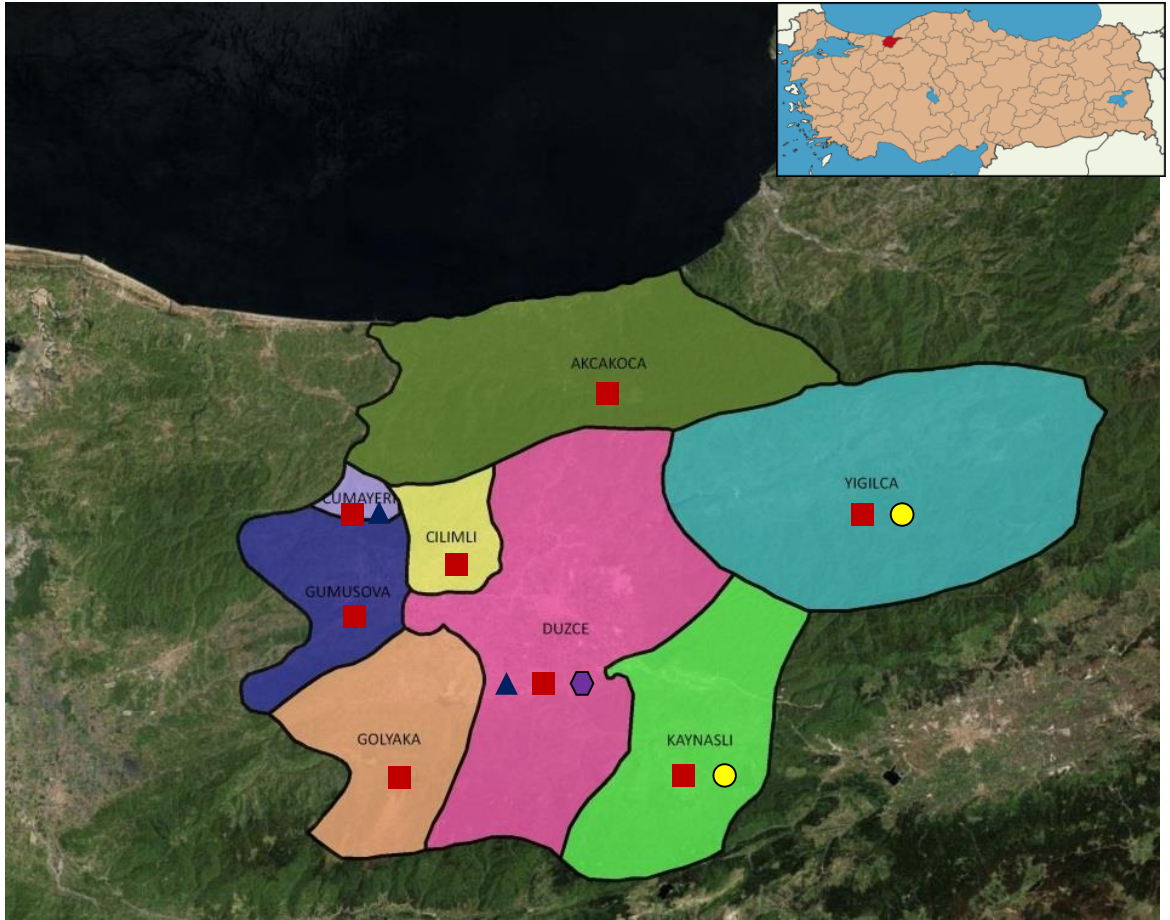 AKCAKOCA
YIGILCA
CUMAYERI
CILIMLI
GUMUSOVA
DUZCE
GOLYAKA
KAYNASLI